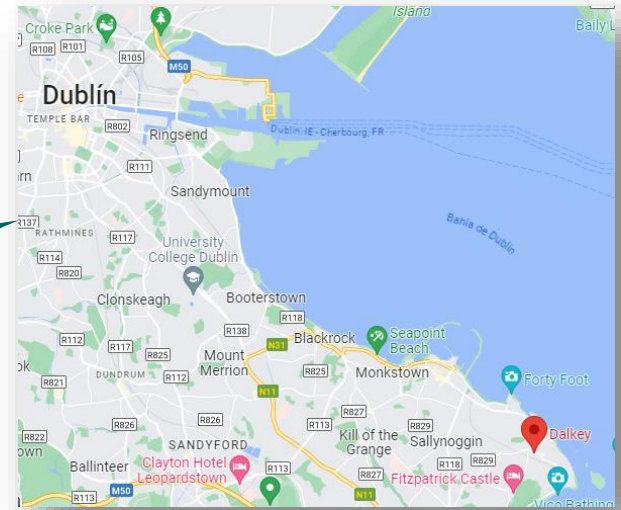 Croke Park
Island
Baily L
R108
R101
R105
M50
e
Dublín
TEMPLE BAR
R802
Ringsend
Dublin, IE - Cherbourg, FR
rn
R111
Sandymount
R137
RATHMINES
R117
Bahía de Dublín
University
College Dublin
R114
R820
Clonskeagh
Booterstown
R118
R138
N31
Blackrock
Seapoint
Beach
R112
R117
R825
Mount
Merrion
R825
Monkstown
ok
R821
DUNDRUM
R112
N11
Forty Foot
R826
R826
R113
R827
R829
Dalkey
R822
own
SANDYFORD
Kill of the
Grange
Sallynoggin
Ballinteer
Clayton Hotel
Leopardstown
R113
R827
R118
R829
Fitzpatrick Castle
R113
M50
N11
Vico Bathing